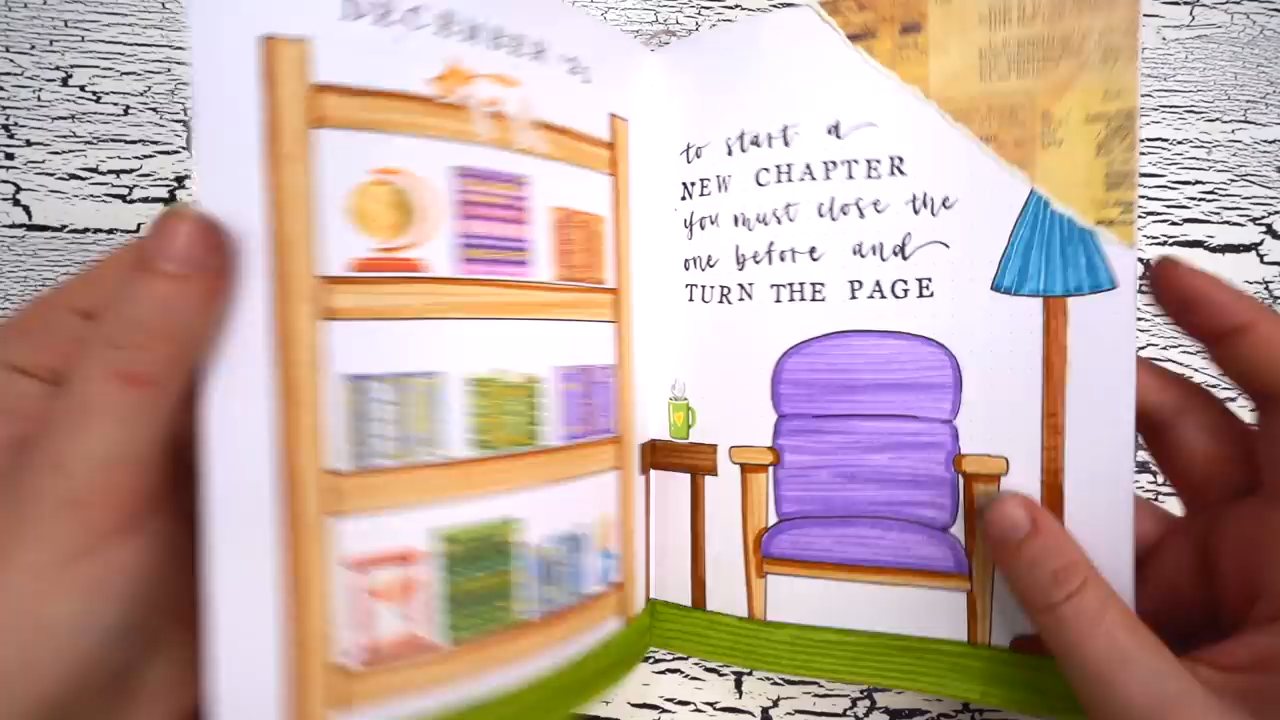 to start a
NEW CHAPTER
you must close the
one before and
TURN THE PAGE